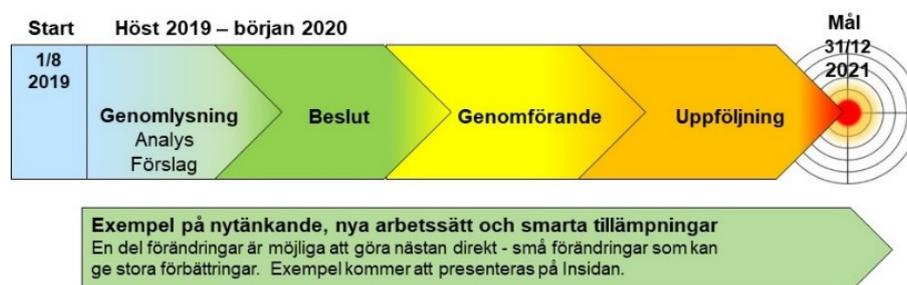 Start
Höst 2019 – början 2020
Mål
31/12
2021
1/8
2019
Genomlysning
Analys
Förslag
Beslut
Genomförande
Uppföljning
Exempel på nytänkande, nya arbetssätt och smarta tillämpningar
En del förändringar är möjliga att göra nästan direkt - små förändringar som kan
ge stora förbättringar. Exempel kommer att presenteras på Insidan.